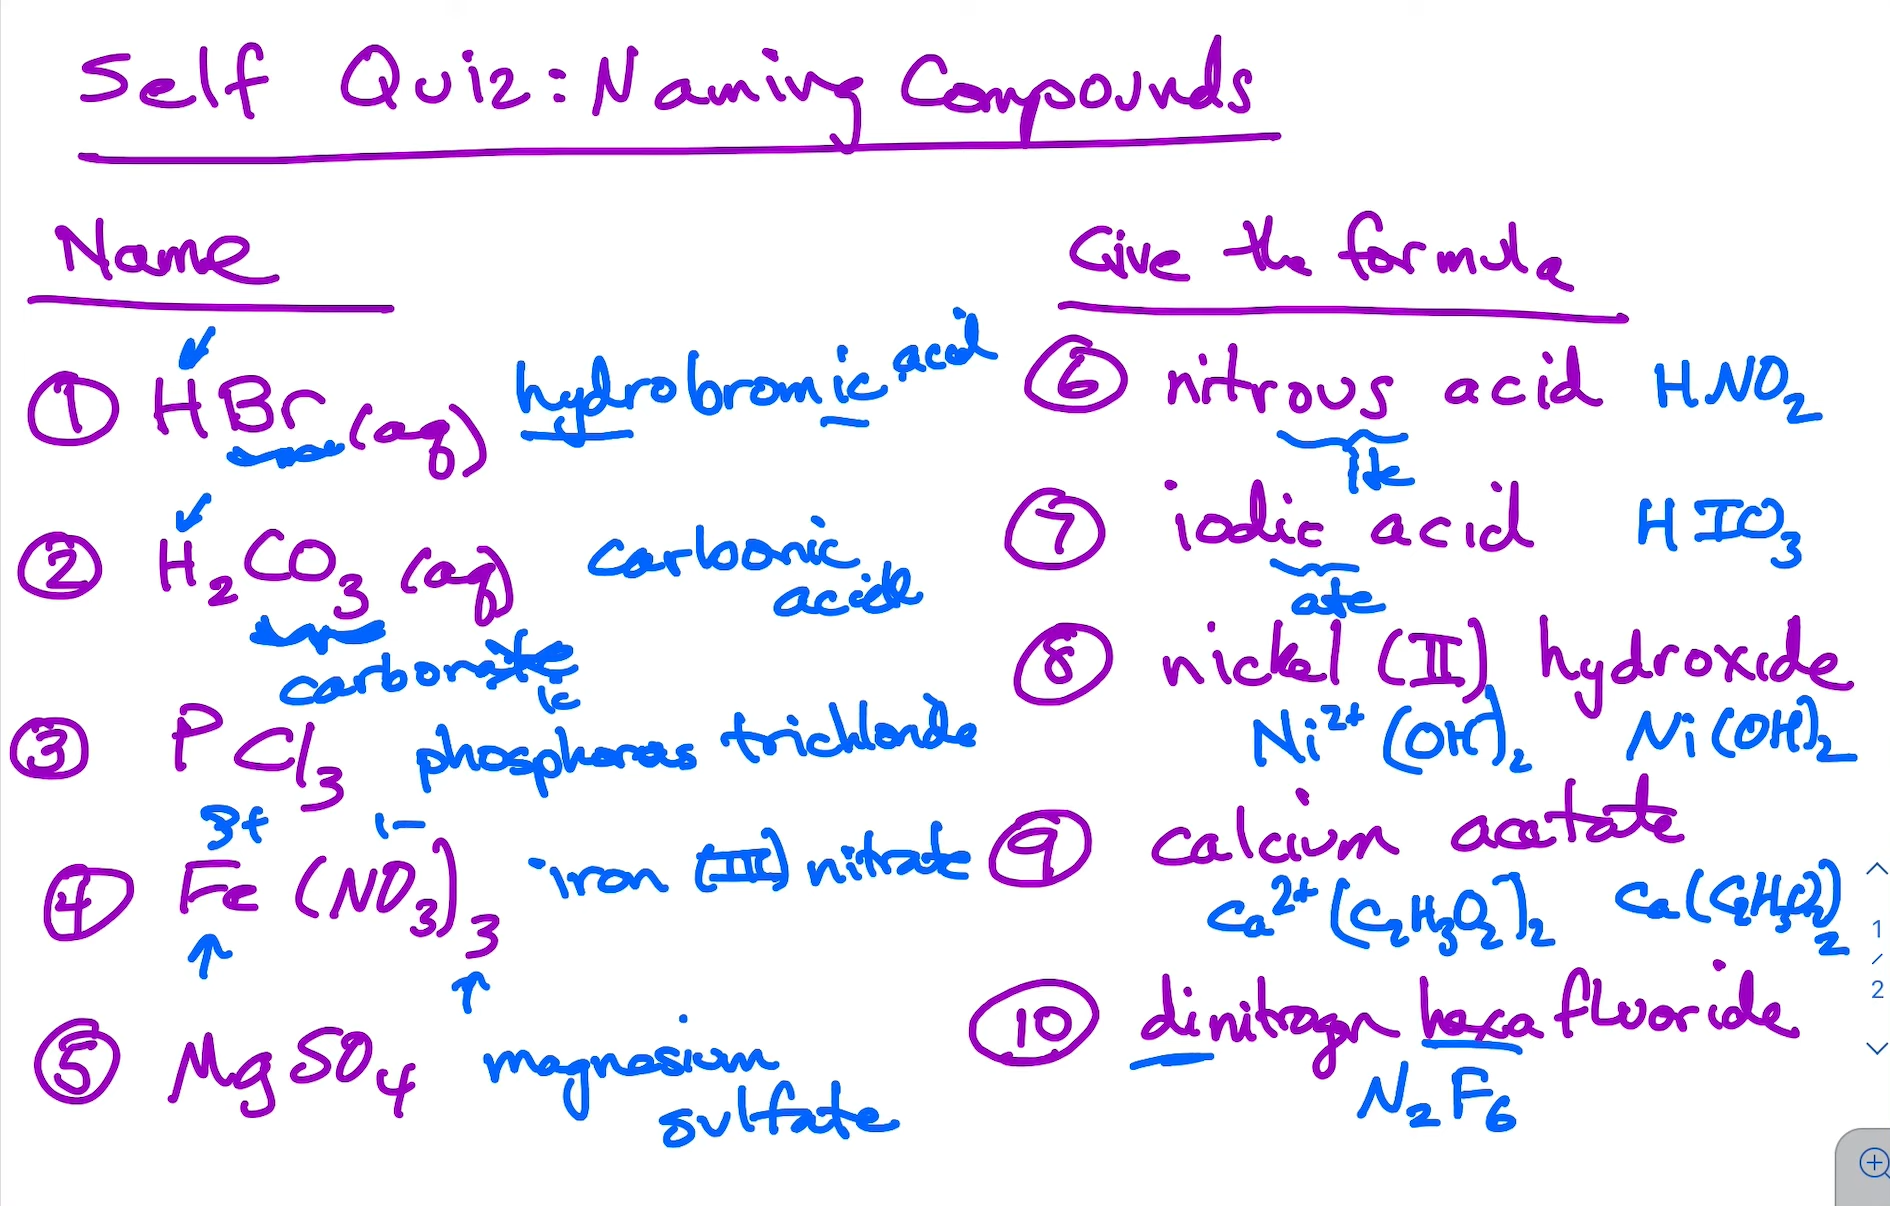 Self Quiz: Naming Compounds
Name
① HBr (aq) hydrobromic acid
② H₂CO₃ (aq) carbonic acid
carbonate
ic
③ PCl₃ phosphorus trichloride
3+ 1-
④ Fe (NO₃)₃ iron (III) nitrate
⑤ MgSO₄ magnesium
sulfate
Give the formula
⑥ nitrous acid HNO₂
ite
⑦ iodic acid HIO₃
ate
⑧ nickel (II) hydroxide
Ni²⁺ (OH⁻)₂ Ni(OH)₂
⑨ calcium acetate
Ca²⁺ (C₂H₃O₂⁻)₂ Ca(C₂H₃O₂)₂
⑩ dinitrogen hexafluoride
N₂F₆
1
/
2